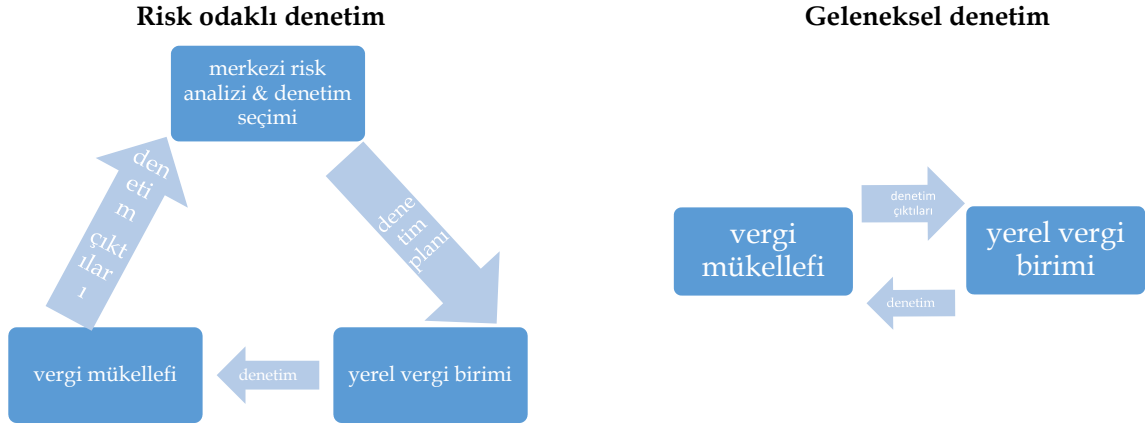 Risk odaklı denetim
merkezi risk
analizi & denetim
seçimi
den
etim
çıkt
ılar
ı
dene
tim
planı
vergi mükellefi
denetim
yerel vergi birimi
Geleneksel denetim
denetim
çıktıları
vergi
mükellefi
yerel vergi
birimi
denetim